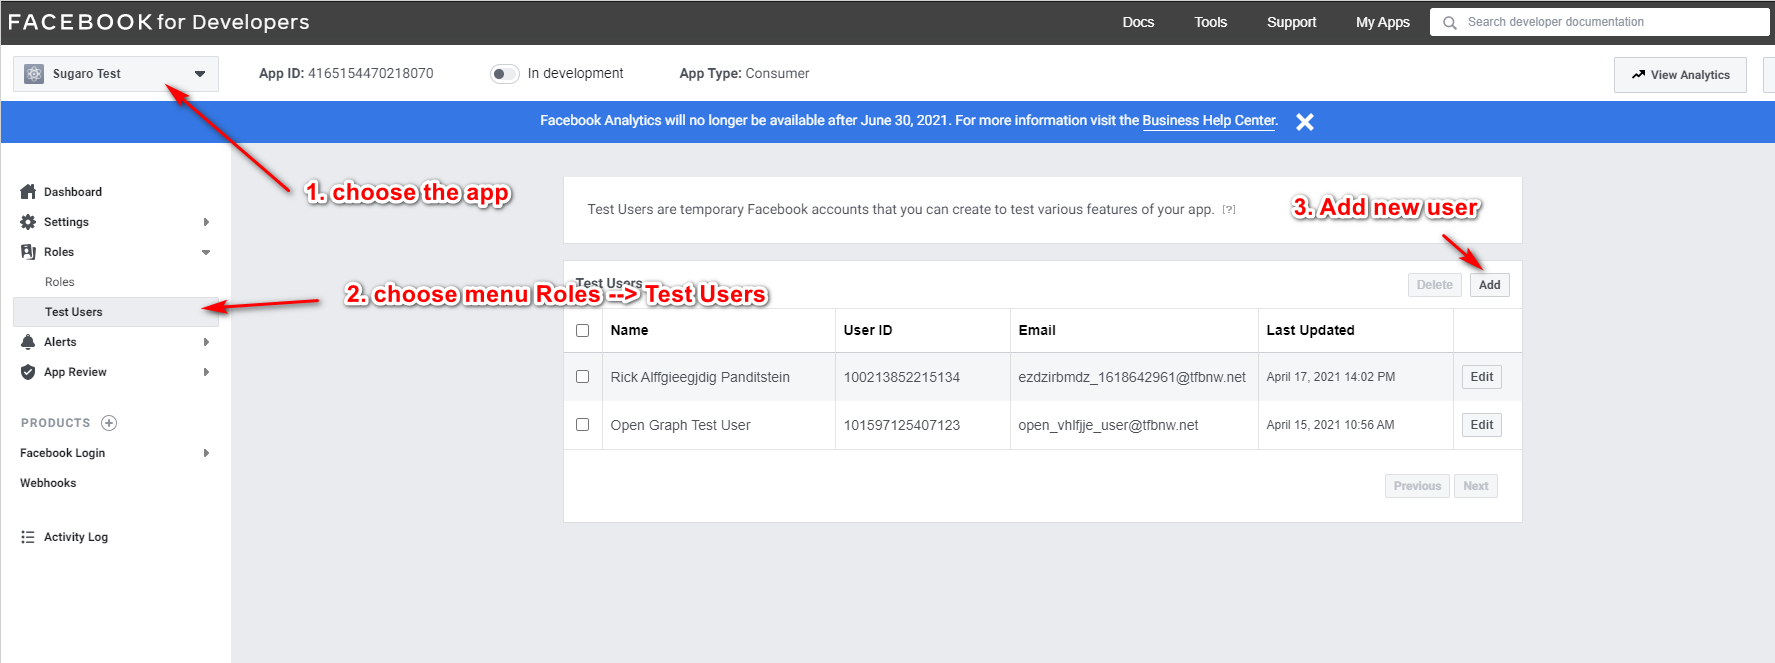 FACEBOOK for Developers
Docs
Tools
Support
My Apps
Search developer documentation
Sugaro Test
App ID: 4165154470218070
In development
App Type: Consumer
View Analytics
Facebook Analytics will no longer be available after June 30, 2021. For more information visit the Business Help Center.
1. choose the app
Dashboard
Settings
Roles
Roles
Test Users
Alerts
App Review
PRODUCTS
Facebook Login
Webhooks
Activity Log
Test Users are temporary Facebook accounts that you can create to test various features of your app. [?]
3. Add new user
Test Users
2. choose menu Roles --> Test Users
Delete
Add
Name
User ID
Email
Last Updated
Rick Alffgieegjdig Panditstein
100213852215134
ezdzirbmdz_1618642961@tfbnw.net
April 17, 2021 14:02 PM
Edit
Open Graph Test User
101597125407123
open_vhlfjje_user@tfbnw.net
April 15, 2021 10:56 AM
Edit
Previous
Next